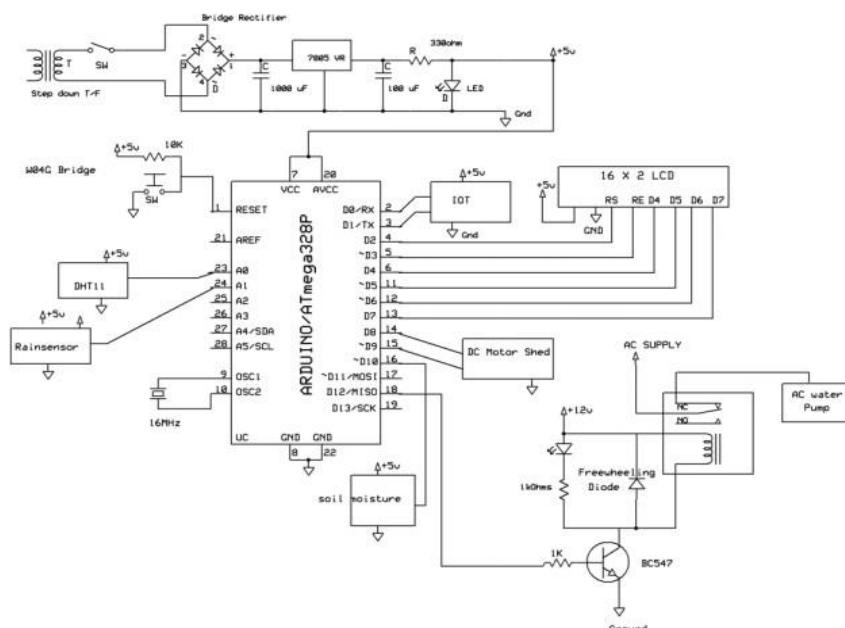 Bridge Rectifier
330ohm
+5v
2
~
R
T
SW
-
3
+
1
C
7805 VR
C
4
~
D
1000 uF
100 uF
D
LED
Step down T/F
Gnd
+5v
10K
W04G Bridge
SW
7
20
VCC
AVCC
+5v
IOT
Gnd
16 X 2 LCD
+5v
RS
RE
D4
D5
D6
D7
GND
ARDUINO/ATmega328P
1
RESET
D0/RX
2
D1/TX
3
D2
4
21
AREF
~D3
5
D4
6
+5v
DHT11
23
A0
~D5
11
24
A1
~D6
12
25
A2
D7
13
26
A3
D8
14
27
A4/SDA
~D9
15
28
A5/SCL
~D10
16
~D11/MOSI
17
9
OSC1
D12/MISO
18
10
OSC2
D13/SCK
19
+5v
Rainsensor
16MHz
UC
GND
GND
8
22
DC Motor Shed
AC SUPPLY
NC
NO
AC water
Pump
+12v
Freewheeling
Diode
1kOhms
+5v
soil moisture
1K
BC547
Ground